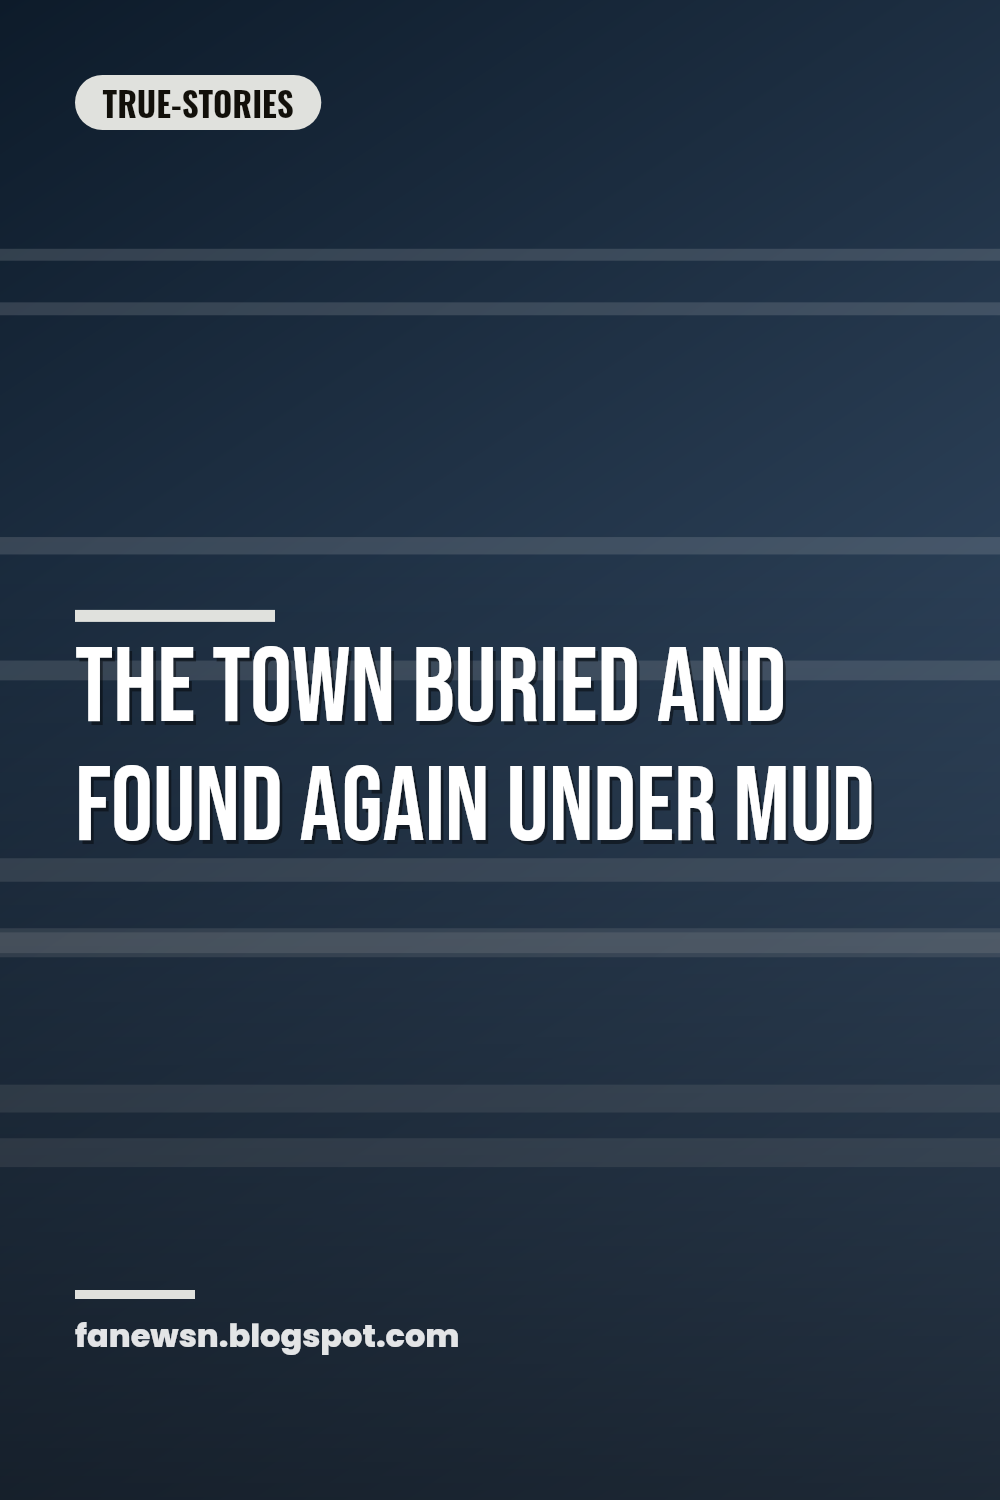 TRUE-STORIES
THE TOWN BURIED AND
FOUND AGAIN UNDER MUD
fanewsn.blogspot.com